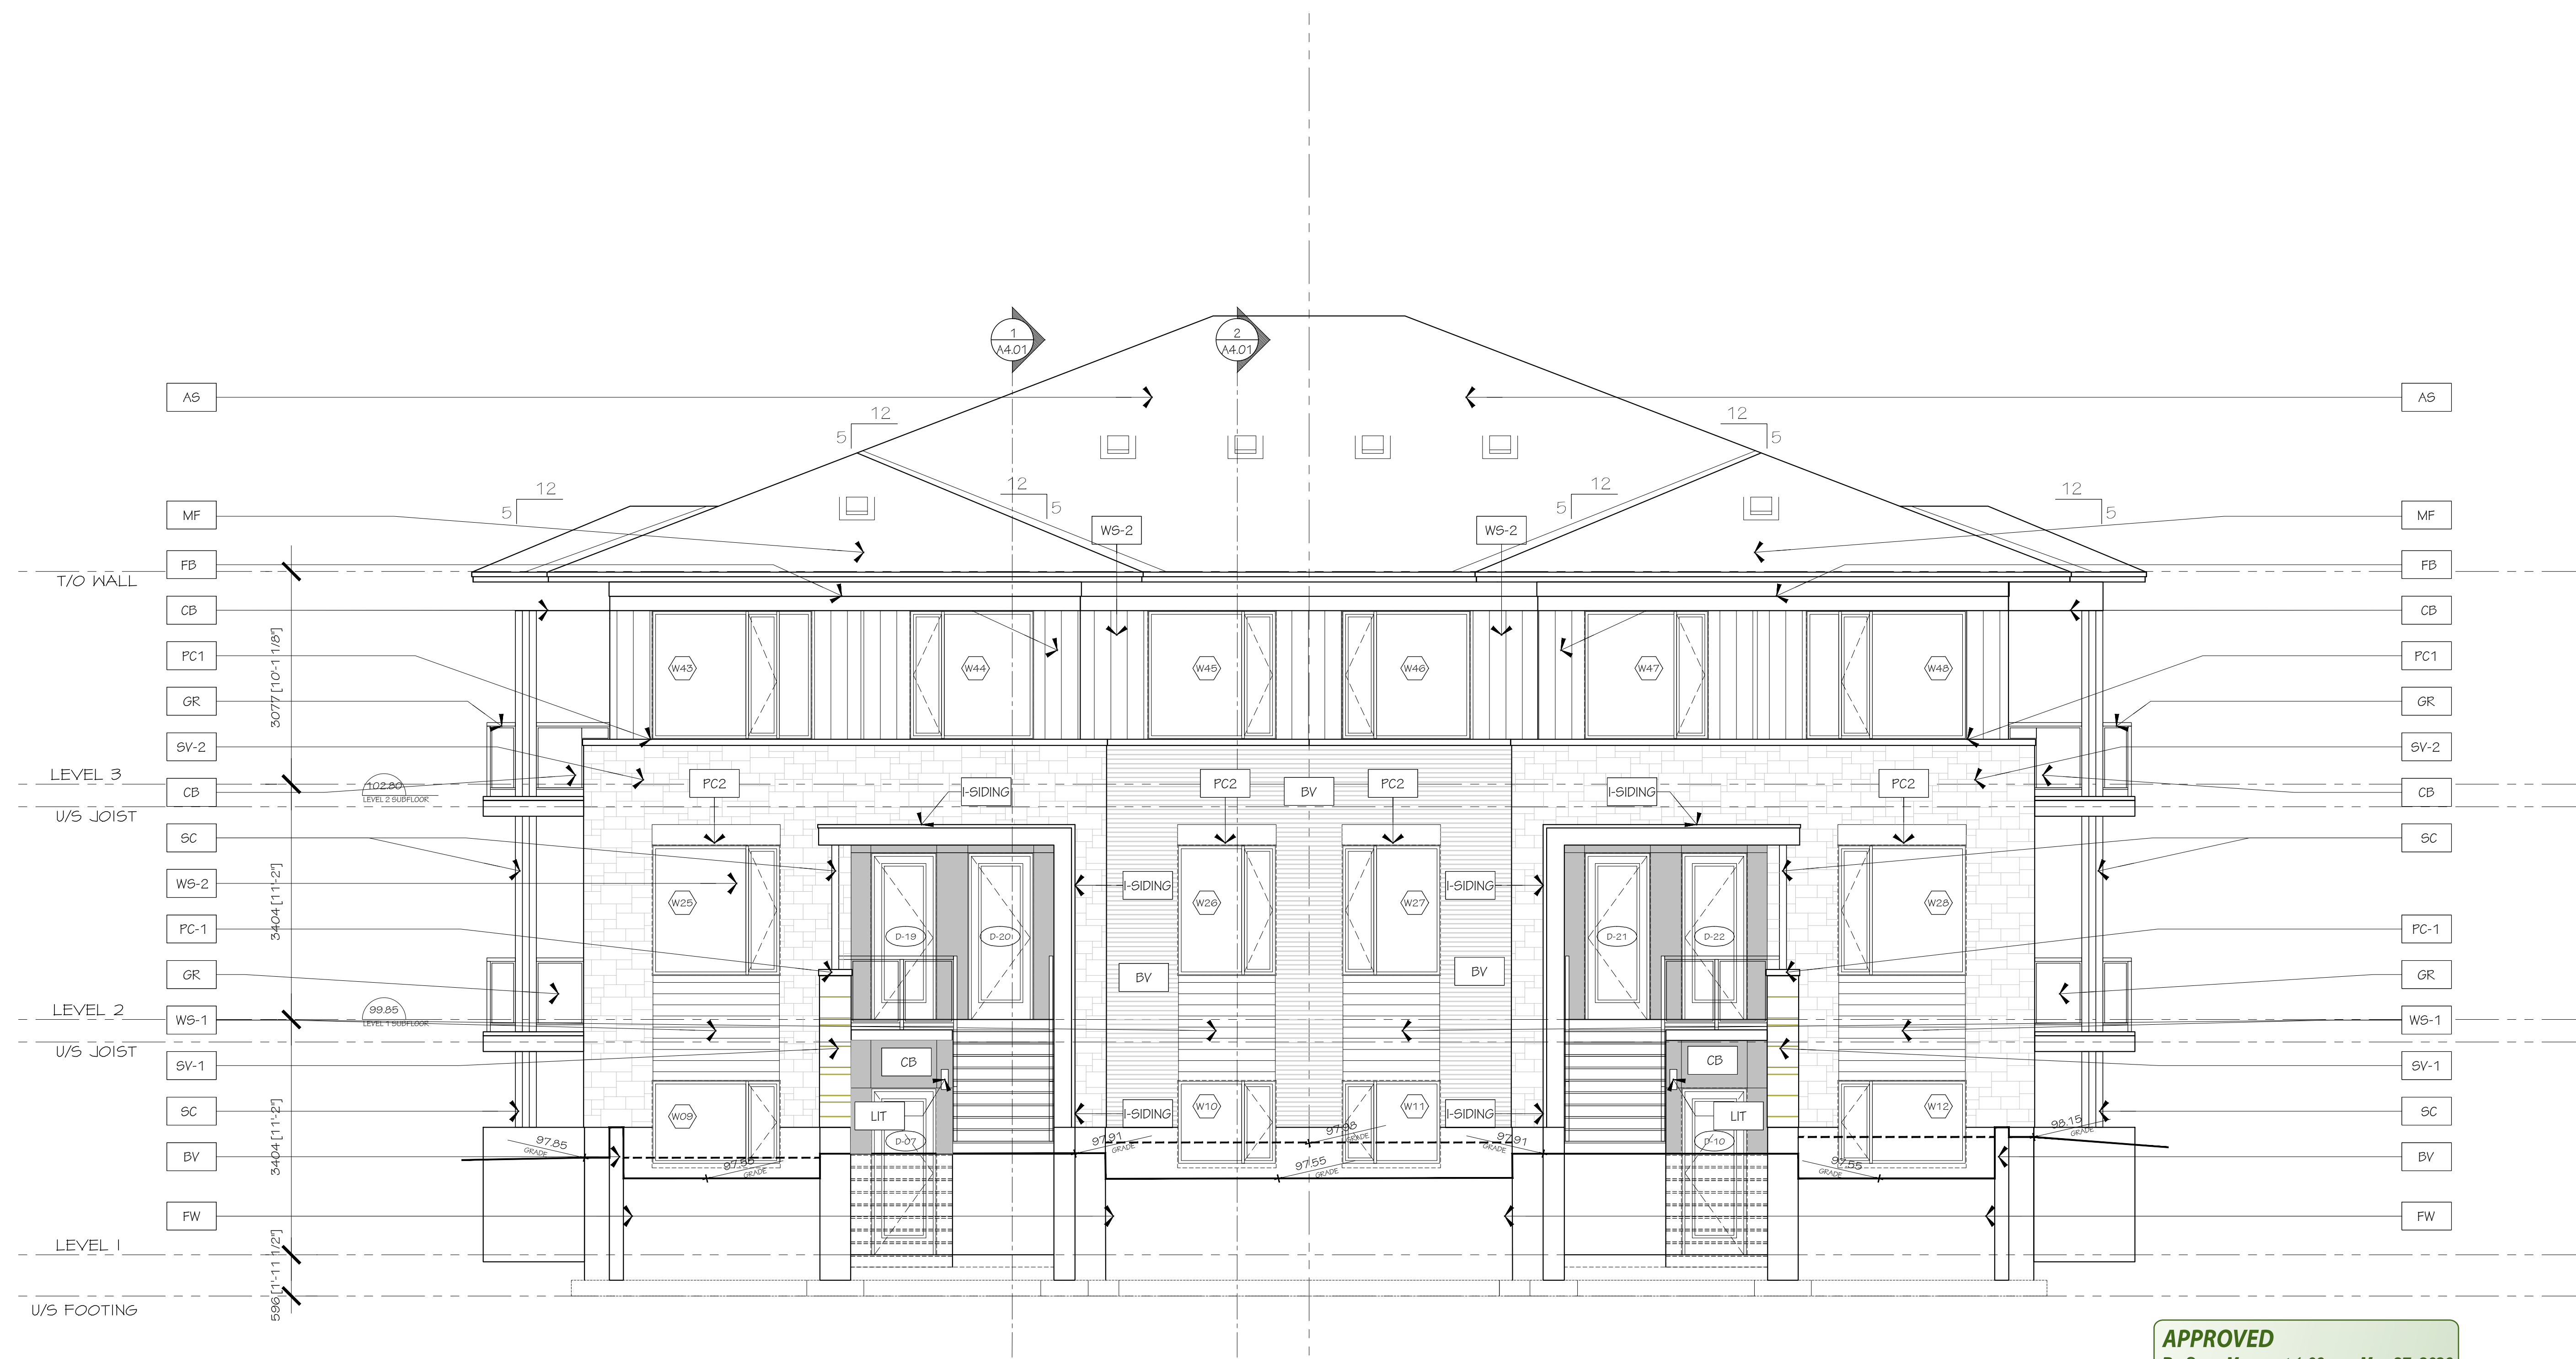 1
A4.01
2
A4.01
AS
AS
12
5
12
5
12
5
12
5
12
5
12
5
MF
WS-2
WS-2
MF
FB
FB
T/O WALL
CB
CB
3077 [10'-1 1/8"]
PC1
PC1
W43
W44
W45
W46
W47
W48
GR
GR
SV-2
SV-2
LEVEL 3
102.80
LEVEL 2 SUBFLOOR
CB
PC2
I-SIDING
PC2
BV
PC2
I-SIDING
PC2
CB
U/S JOIST
SC
SC
3404 [11'-2"]
WS-2
I-SIDING
I-SIDING
W25
W26
W27
W28
PC-1
D-19
D-20
D-21
D-22
PC-1
GR
BV
BV
GR
LEVEL 2
99.85
LEVEL 1 SUBFLOOR
WS-1
WS-1
U/S JOIST
SV-1
CB
CB
SV-1
3404 [11'-2"]
SC
W09
LIT
I-SIDING
W10
W11
I-SIDING
LIT
W12
SC
97.85
GRADE
D-07
97.91
GRADE
97.98
GRADE
97.91
GRADE
D-10
98.15
GRADE
BV
97.55
GRADE
97.55
GRADE
97.55
GRADE
BV
FW
FW
LEVEL 1
596 [1'-11 1/2"]
U/S FOOTING
APPROVED